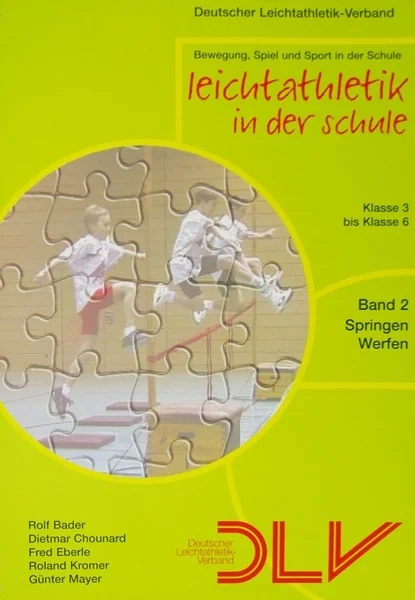 Deutscher Leichtathletik-Verband
Bewegung, Spiel und Sport in der Schule
leichtathletik
in der schule
Klasse 3
bis Klasse 6
Band 2
Springen
Werfen
Rolf Bader
Dietmar Chounard
Fred Eberle
Roland Kromer
Günter Mayer
Deutscher
Leichtathletik-
Verband
DLV